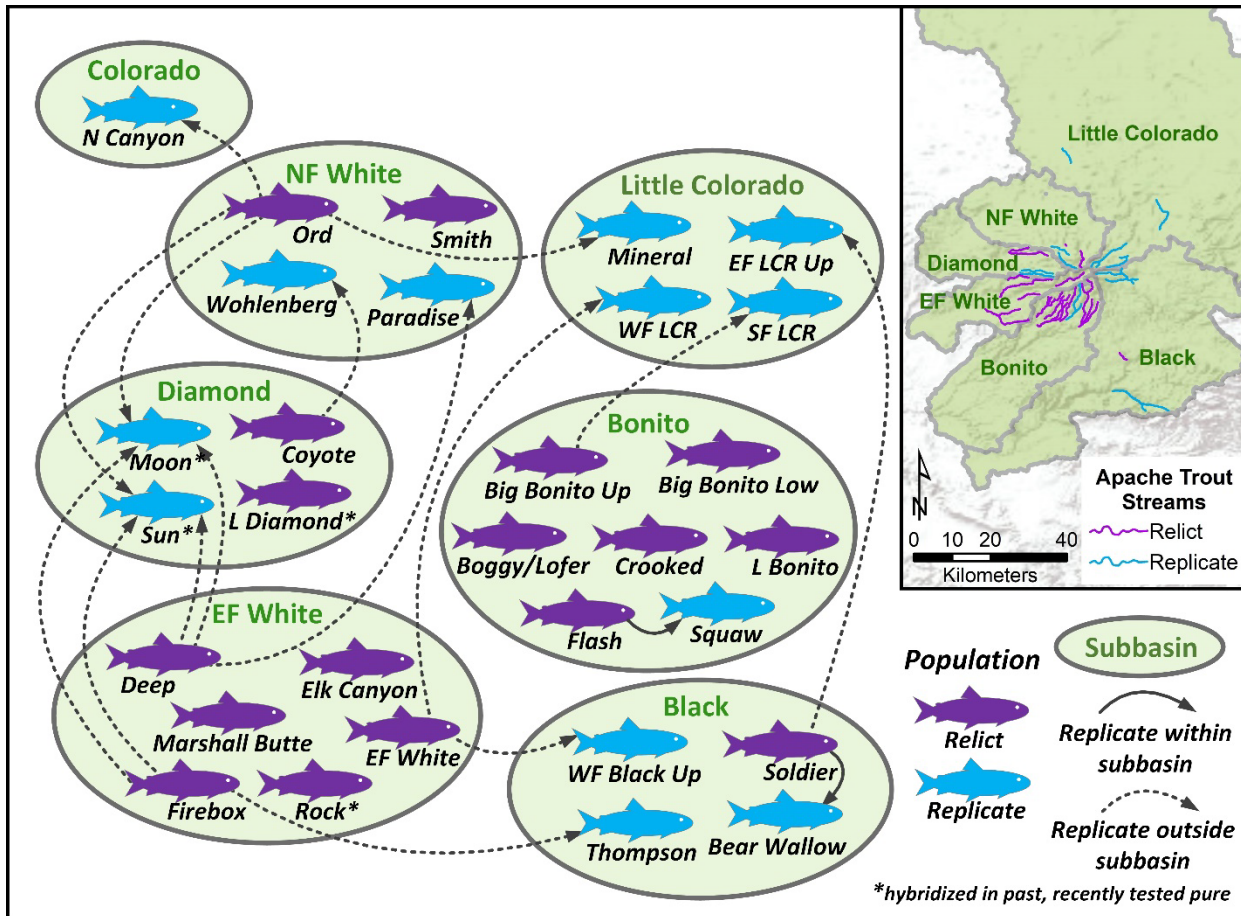 Colorado
N Canyon
NF White
Ord
Smith
Wohlenberg
Paradise
Little Colorado
Mineral
EF LCR Up
WF LCR
SF LCR
Diamond
Moon*
Coyote
Sun*
L Diamond*
Bonito
Big Bonito Up
Big Bonito Low
Boggy/Lofer
Crooked
L Bonito
Flash
Squaw
EF White
Deep
Elk Canyon
Marshall Butte
EF White
Firebox
Rock*
Black
WF Black Up
Soldier
Thompson
Bear Wallow
Little Colorado
NF White
Diamond
EF White
Bonito
Black
N
0 10 20 40
Kilometers
Apache Trout
Streams
Relict
Replicate
Population
Relict
Replicate
Subbasin
Replicate within
subbasin
Replicate outside
subbasin
*hybridized in past, recently tested pure